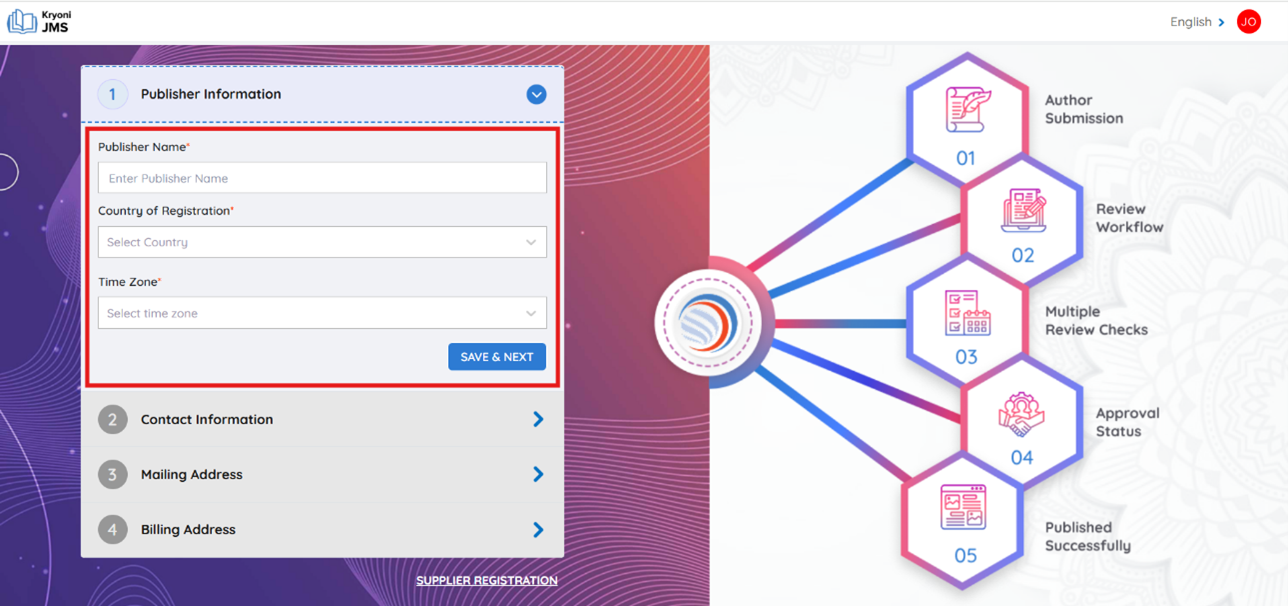 Kryoni
JMS
English
JO
1
Publisher Information
Publisher Name*
Enter Publisher Name
Country of Registration*
Select Country
Time Zone*
Select time zone
SAVE & NEXT
2
Contact Information
3
Mailing Address
4
Billing Address
SUPPLIER REGISTRATION
01
Author
Submission
02
Review
Workflow
03
Multiple
Review Checks
04
Approval
Status
05
Published
Successfully